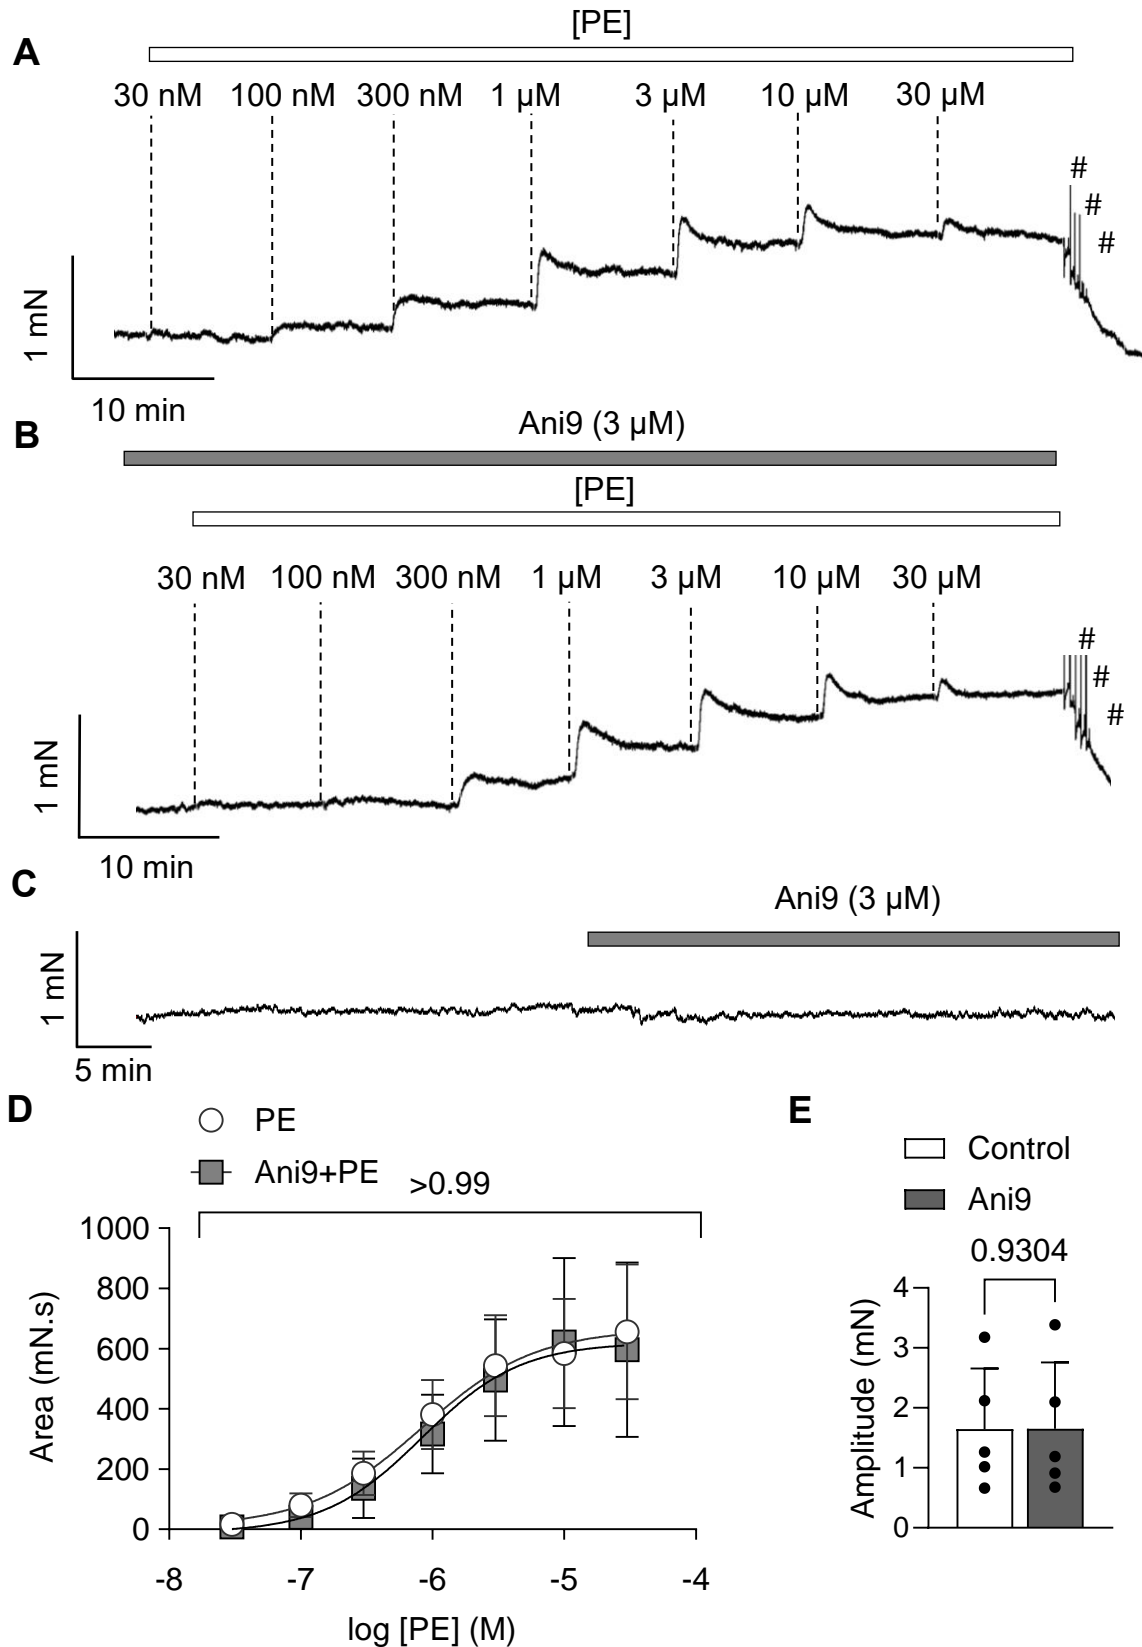 A
[PE]
30 nM 100 nM 300 nM 1 µM 3 µM 10 µM 30 µM
#
#
#
1 mN
10 min
B
Ani9 (3 µM)
[PE]
30 nM 100 nM 300 nM 1 µM 3 µM 10 µM 30 µM
#
#
#
1 mN
10 min
C
Ani9 (3 µM)
1 mN
5 min
D
PE
Ani9+PE
>0.99
1000
800
600
400
200
0
Area (mN.s)
-8 -7 -6 -5 -4
log [PE] (M)
E
Control
Ani9
0.9304
4
3
2
1
0
Amplitude (mN)